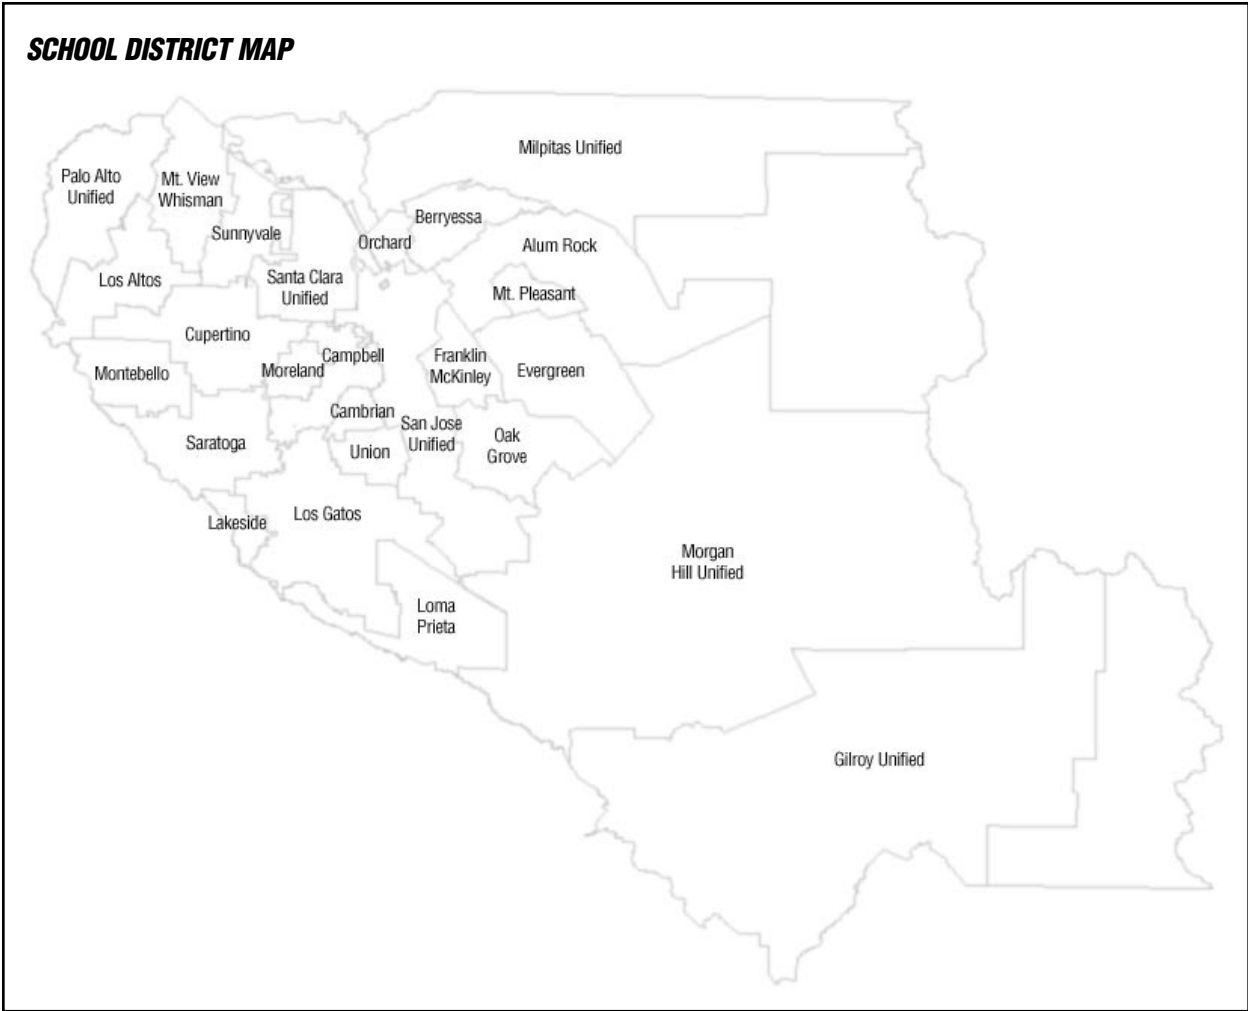 SCHOOL DISTRICT MAP
Milpitas Unified
Palo Alto
Unified
Mt. View
Whisman
Berryessa
Sunnyvale
Orchard
Alum Rock
Los Altos
Santa Clara
Unified
Mt. Pleasant
Cupertino
Montebello
Moreland
Campbell
Franklin
McKinley
Evergreen
Cambrian
San Jose
Unified
Saratoga
Union
Oak
Grove
Lakeside
Los Gatos
Morgan
Hill Unified
Loma
Prieta
Gilroy Unified